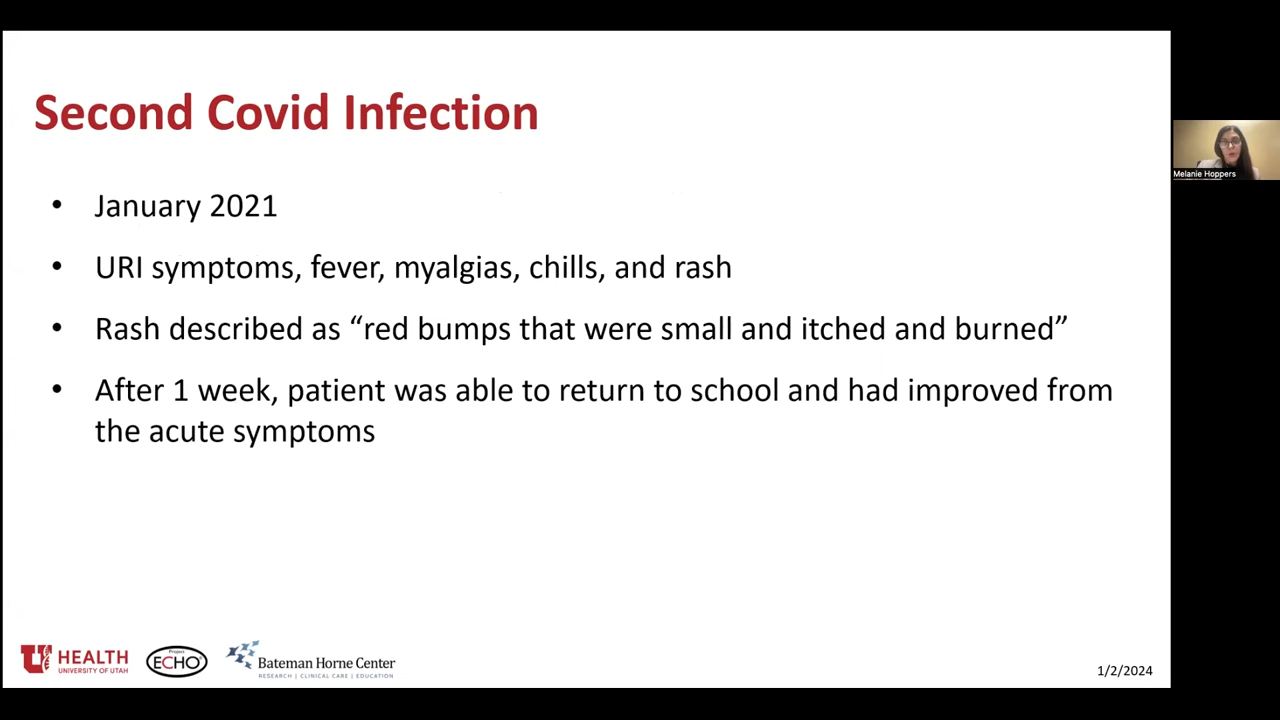 Second Covid Infection
• January 2021
• URI symptoms, fever, myalgias, chills, and rash
• Rash described as “red bumps that were small and itched and burned”
• After 1 week, patient was able to return to school and had improved from
the acute symptoms
Melanie Hoppers
U HEALTH
UNIVERSITY OF UTAH
Project
ECHO
Bateman Horne Center
RESEARCH | CLINICAL CARE | EDUCATION
1/2/2024